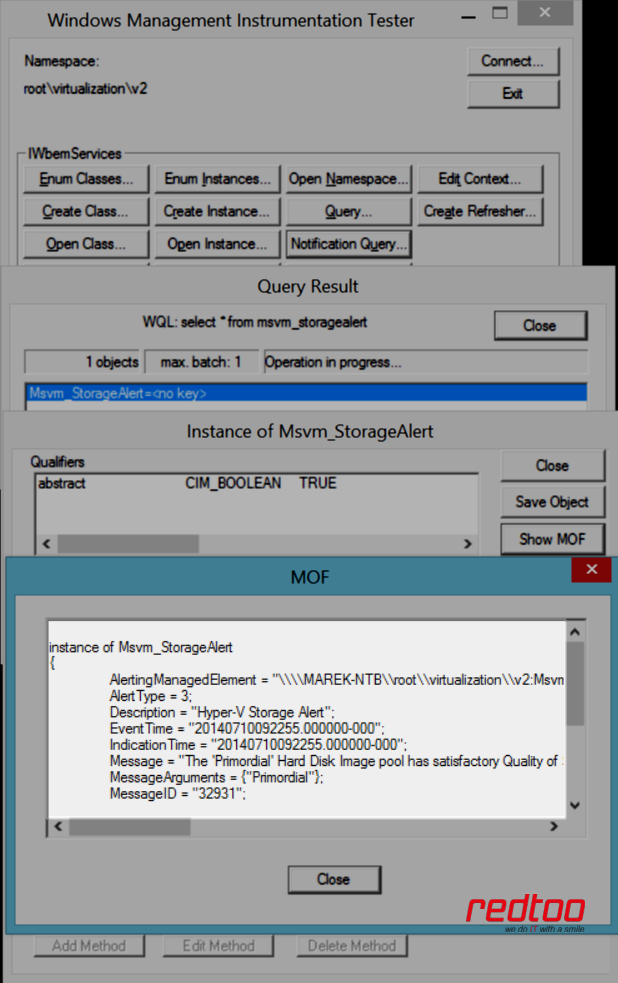 Windows Management Instrumentation Tester
Namespace:
Connect...
root\virtualization\v2
Exit
IWbemServices
Enum Classes... Enum Instances... Open Namespace... Edit Context...
Create Class... Create Instance... Query... Create Refresher...
Open Class... Open Instance... Notification Query...
Query Result
WQL: select * from msvm_storagealert
Close
1 objects max. batch: 1 Operation in progress...
Msvm_StorageAlert=<no key>
Instance of Msvm_StorageAlert
Qualifiers
Close
abstract CIM_BOOLEAN TRUE
Save Object
Show MOF
MOF
instance of Msvm_StorageAlert
{
AlertingManagedElement = "\\\\MAREK-NTB\\root\\virtualization\\v2:Msvm
AlertType = 3;
Description = "Hyper-V Storage Alert";
EventTime = "20140710092255.000000-000";
IndicationTime = "20140710092255.000000-000";
Message = "The 'Primordial' Hard Disk Image pool has satisfactory Quality of
MessageArguments = {"Primordial"};
MessageID = "32931";
Close
redtoo
we do IT with a smile
Add Method Edit Method Delete Method